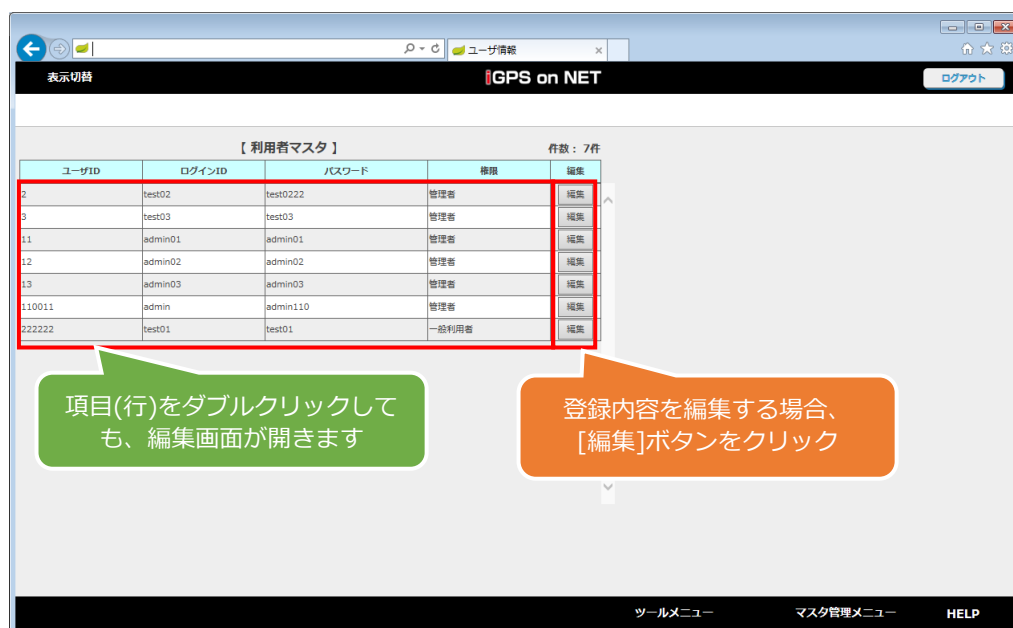 ユーザ情報
表示切替
iGPS on NET
ログアウト
【 利用者マスタ 】
件数 : 7件
ユーザID ログインID パスワード 権限 編集
2 test02 test0222 管理者 編集
3 test03 test03 管理者 編集
11 admin01 admin01 管理者 編集
12 admin02 admin02 管理者 編集
13 admin03 admin03 管理者 編集
110011 admin admin110 管理者 編集
222222 test01 test01 一般利用者 編集
項目(行)をダブルクリックして
も、編集画面が開きます
登録内容を編集する場合、
[編集]ボタンをクリック
ツールメニュー マスタ管理メニュー HELP